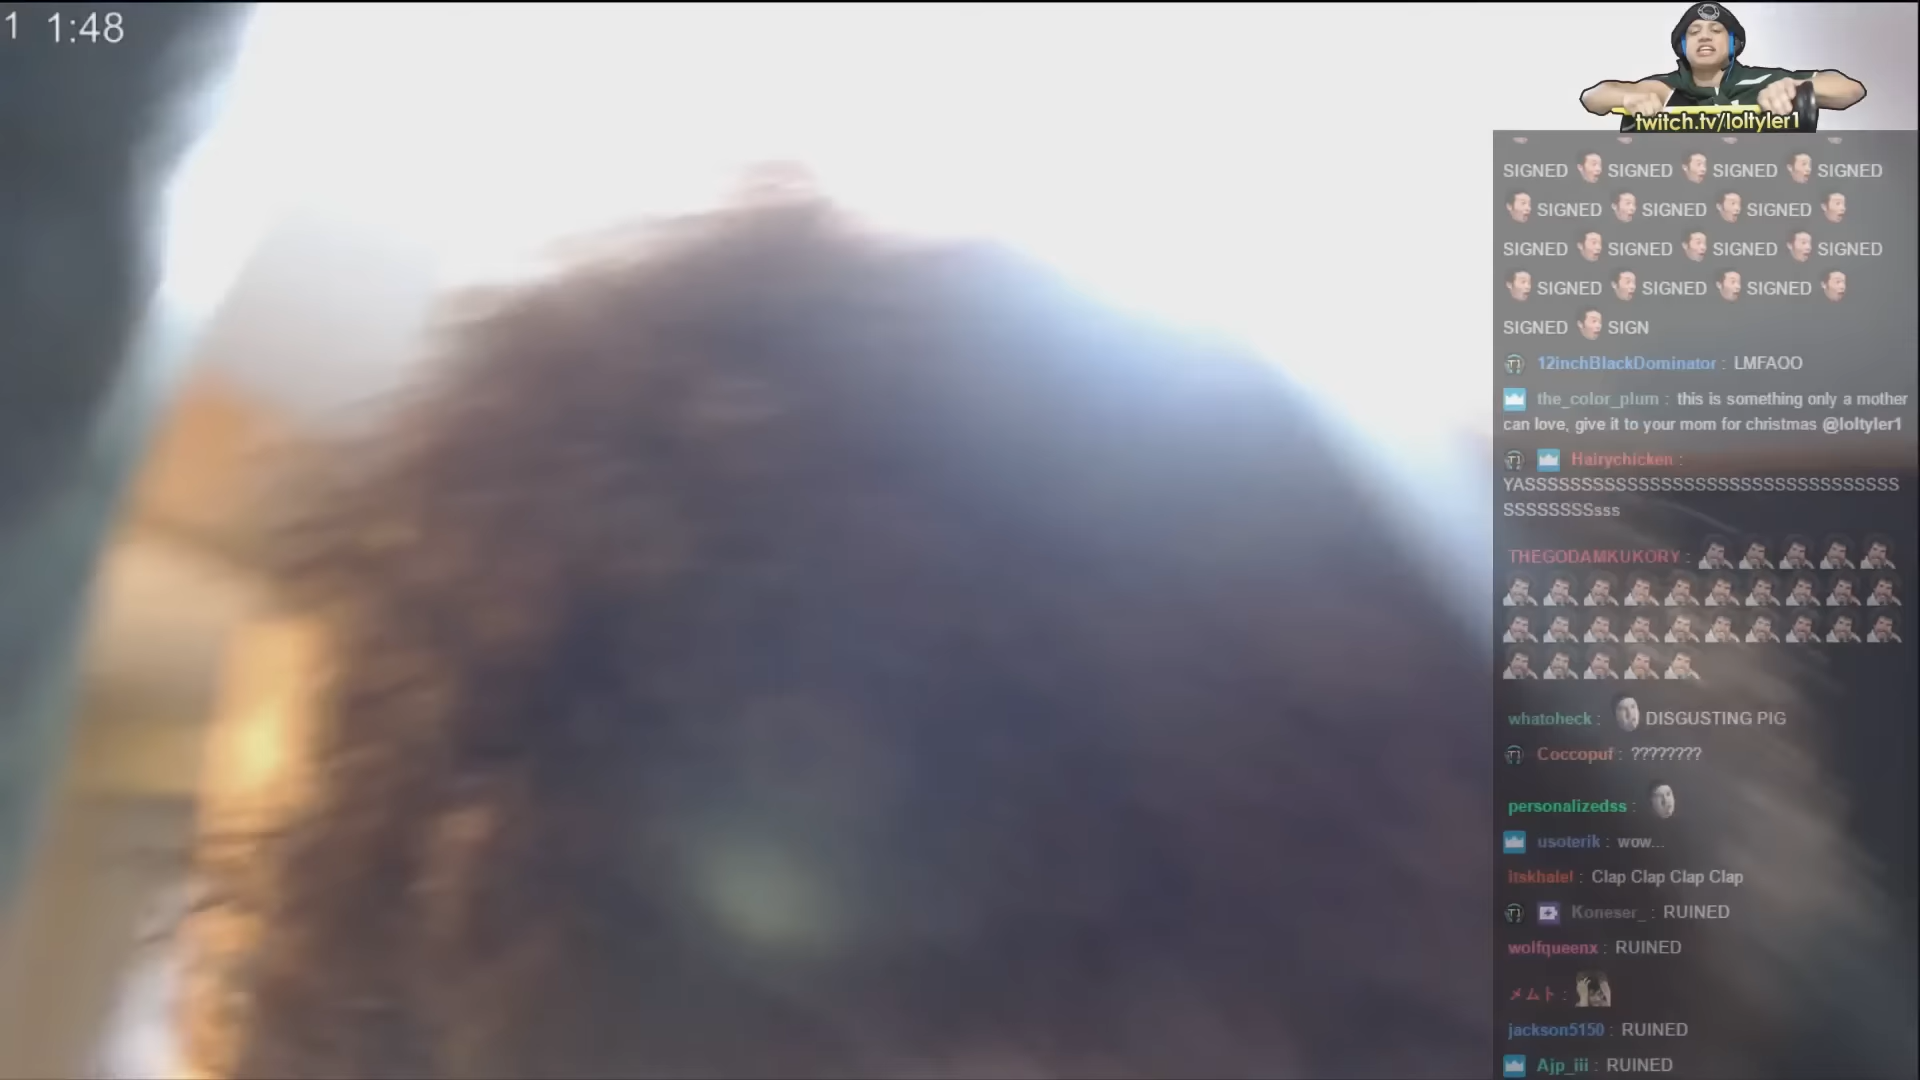 1 1:48
twitch.tv/loltyler1
SIGNED SIGNED SIGNED SIGNED
SIGNED SIGNED SIGNED
SIGNED SIGNED SIGNED SIGNED
SIGNED SIGNED SIGNED
SIGNED SIGN
12inchBlackDominator : LMFAOO
the_color_plum : this is something only a mother
can love, give it to your mom for christmas @loltyler1
Hairychicken :
YASSSSSSSSSSSSSSSSSSSSSSSSSSSSSSSSS
SSSSSSSSsss
THEGODAMKUKORY :
whatoheck : DISGUSTING PIG
Coccopuf : ????????
personalizedss :
usoterik : wow...
itskhalel : Clap Clap Clap Clap
Koneser_ : RUINED
wolfqueenx : RUINED
メムト :
jackson5150 : RUINED
Ajp_iii : RUINED